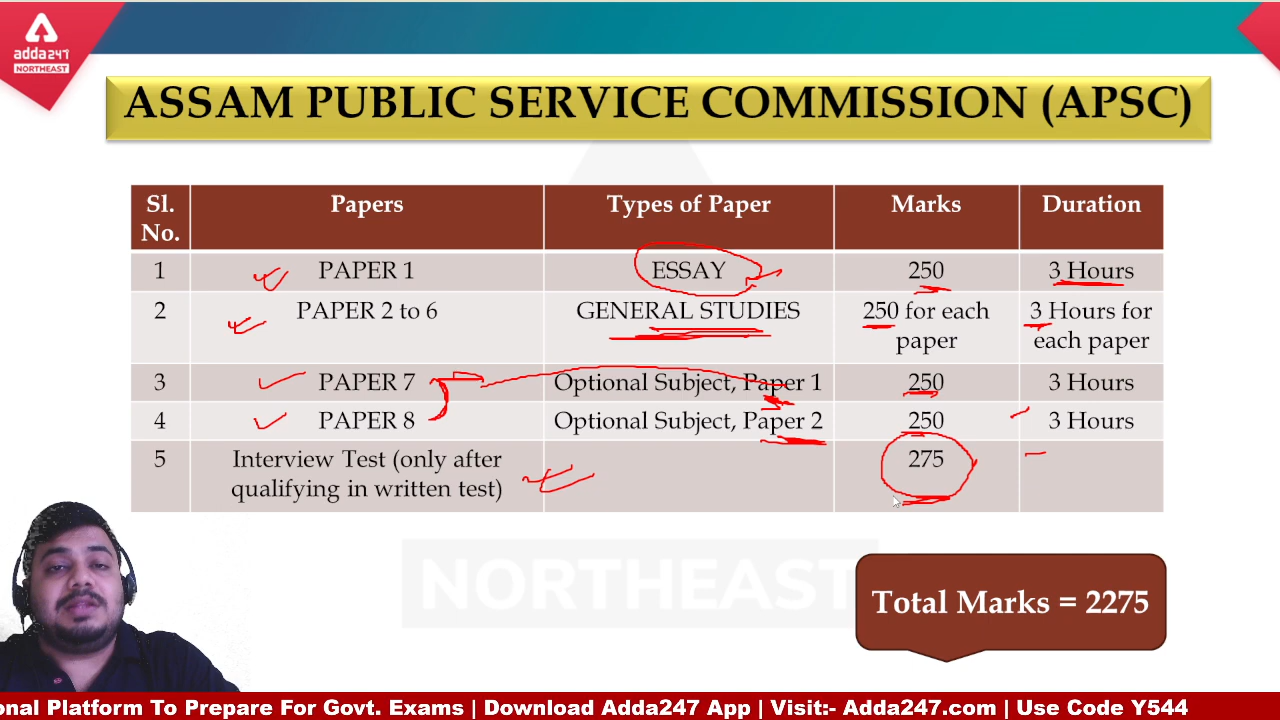 adda247
NORTHEAST
ASSAM PUBLIC SERVICE COMMISSION (APSC)
Sl. No. Papers Types of Paper Marks Duration
1 PAPER 1 ESSAY 250 3 Hours
2 PAPER 2 to 6 GENERAL STUDIES 250 for each paper 3 Hours for each paper
3 PAPER 7 Optional Subject, Paper 1 250 3 Hours
4 PAPER 8 Optional Subject, Paper 2 250 3 Hours
5 Interview Test (only after qualifying in written test) 275
NORTHEAST
Total Marks = 2275
onal Platform To Prepare For Govt. Exams | Download Adda247 App | Visit:- Adda247.com | Use Code Y544